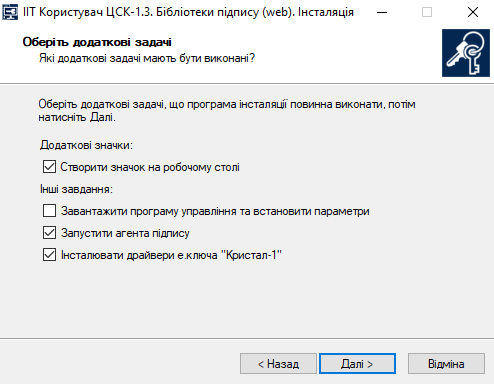 ІІТ Користувач ЦСК-1.3. Бібліотеки підпису (web). Інсталяція
Оберіть додаткові задачі
Які додаткові задачі мають бути виконані?
Оберіть додаткові задачі, що програма інсталяції повинна виконати, потім
натисніть Далі.
Додаткові значки:
Створити значок на робочому столі
Інші завдання:
Завантажити програму управління та встановити параметри
Запустити агента підпису
Інсталювати драйвери е.ключа "Кристал-1"
< Назад
Далі >
Відміна